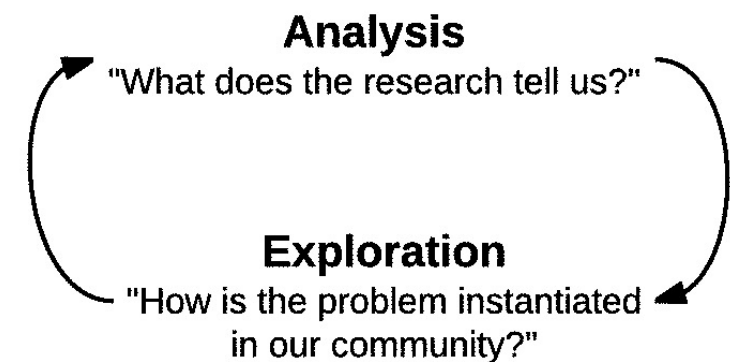 Analysis
"What does the research tell us?"
Exploration
"How is the problem instantiated
in our community?"